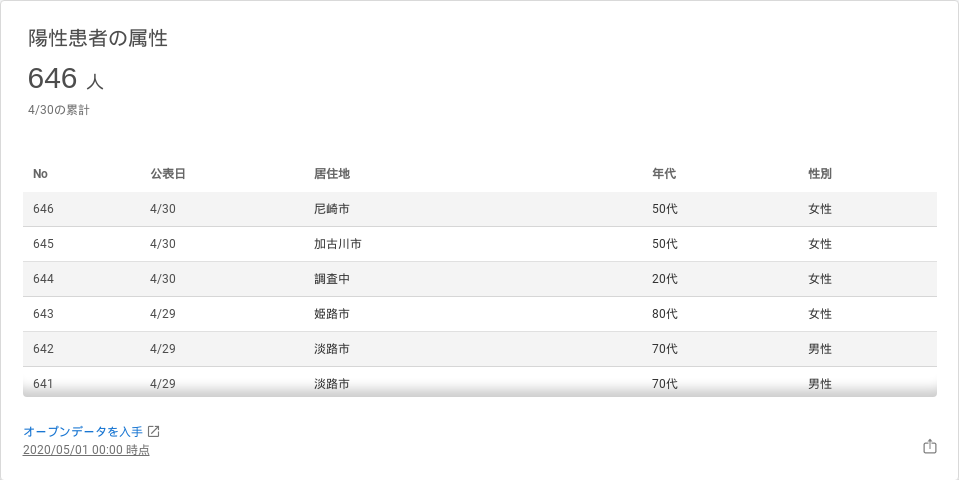 陽性患者の属性
646 人
4/30の累計
No 公表日 居住地 年代 性別
646 4/30 尼崎市 50代 女性
645 4/30 加古川市 50代 女性
644 4/30 調査中 20代 女性
643 4/29 姫路市 80代 女性
642 4/29 淡路市 70代 男性
641 4/29 淡路市 70代 男性
オープンデータを入手
2020/05/01 00:00 時点